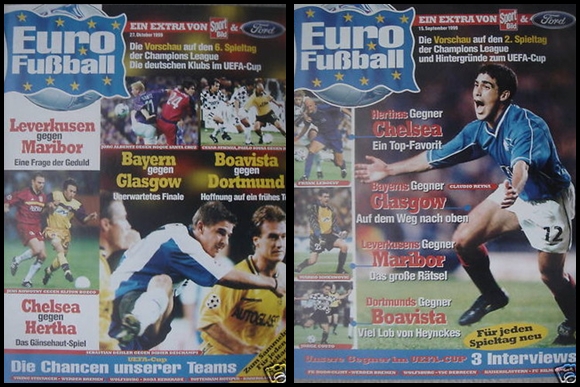 EIN EXTRA VON Sport Bild & Ford
27. Oktober 1999
Euro
Fußball
Die Vorschau auf den 6. Spieltag
der Champions League
Die deutschen Klubs im UEFA-Cup
Leverkusen
gegen
Maribor
Eine Frage der Geduld
Bayern
gegen
Glasgow
Unerwartetes Finale
Boavista
gegen
Dortmund
Hoffnung auf ein frühes
Chelsea
gegen
Hertha
Das Gänsehaut-Spiel
UEFA-Cup
Die Chancen unserer Teams
EIN EXTRA VON Sport Bild & Ford
15. September 1999
Euro
Fußball
Die Vorschau auf den 2. Spieltag
der Champions League
und Hintergründe zum UEFA-Cup
Herthas Gegner
Chelsea
Ein Top-Favorit
Bayerns Gegner
CLAUDIO REYNA
Glasgow
Auf dem Weg nach oben
Leverkusens Gegner
Maribor
Das große Rätsel
Dortmunds Gegner
Boavista
Viel Lob von Heynckes
12
Für jeden
Spieltag neu
Unsere Gegner im UEFA-CUP 3 Interviews